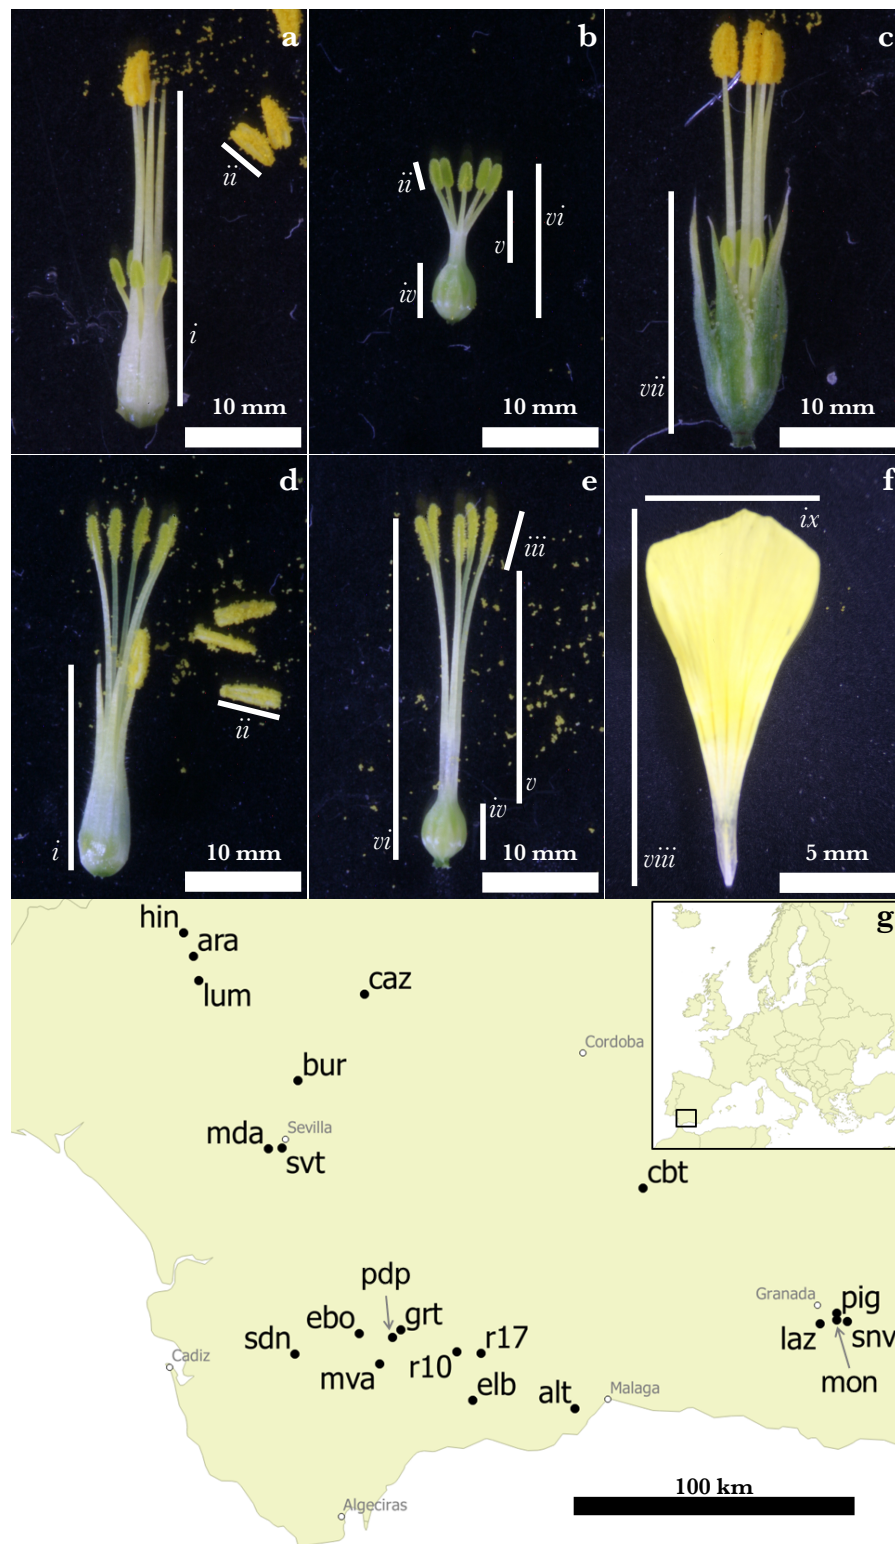 a
b
c
ii
ii
vi
v
i
iv
vii
10 mm
10 mm
10 mm
d
e
f
ix
iii
ii
v
iv
i
vi
viii
10 mm
10 mm
5 mm
g
hin
ara
lum
caz
Cordoba
bur
mda
Sevilla
svt
cbt
pdp
Granada
pig
ebo
grt
sdn
r17
laz
snv
Cadiz
mva
r10
elb
alt
Malaga
mon
100 km
Algeciras